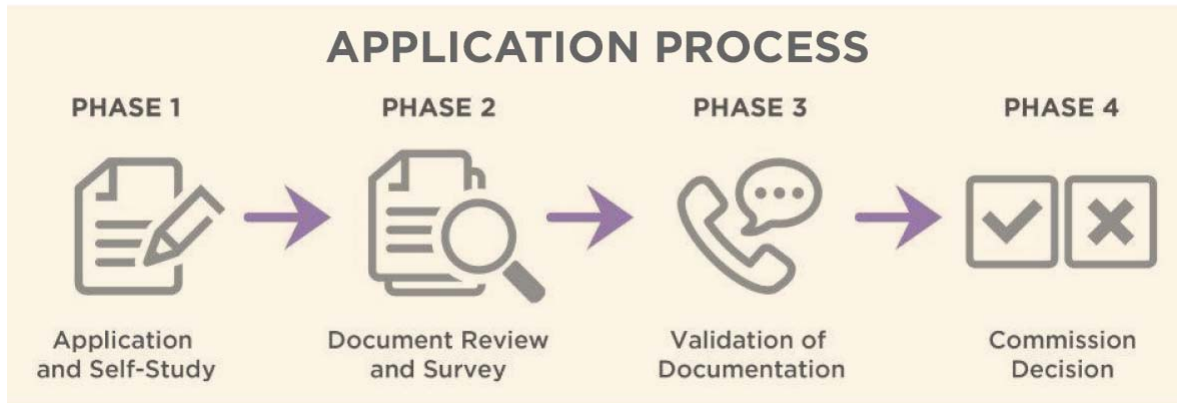 APPLICATION PROCESS
PHASE 1
PHASE 2
PHASE 3
PHASE 4
Application
and Self-Study
Document Review
and Survey
Validation of
Documentation
Commission
Decision